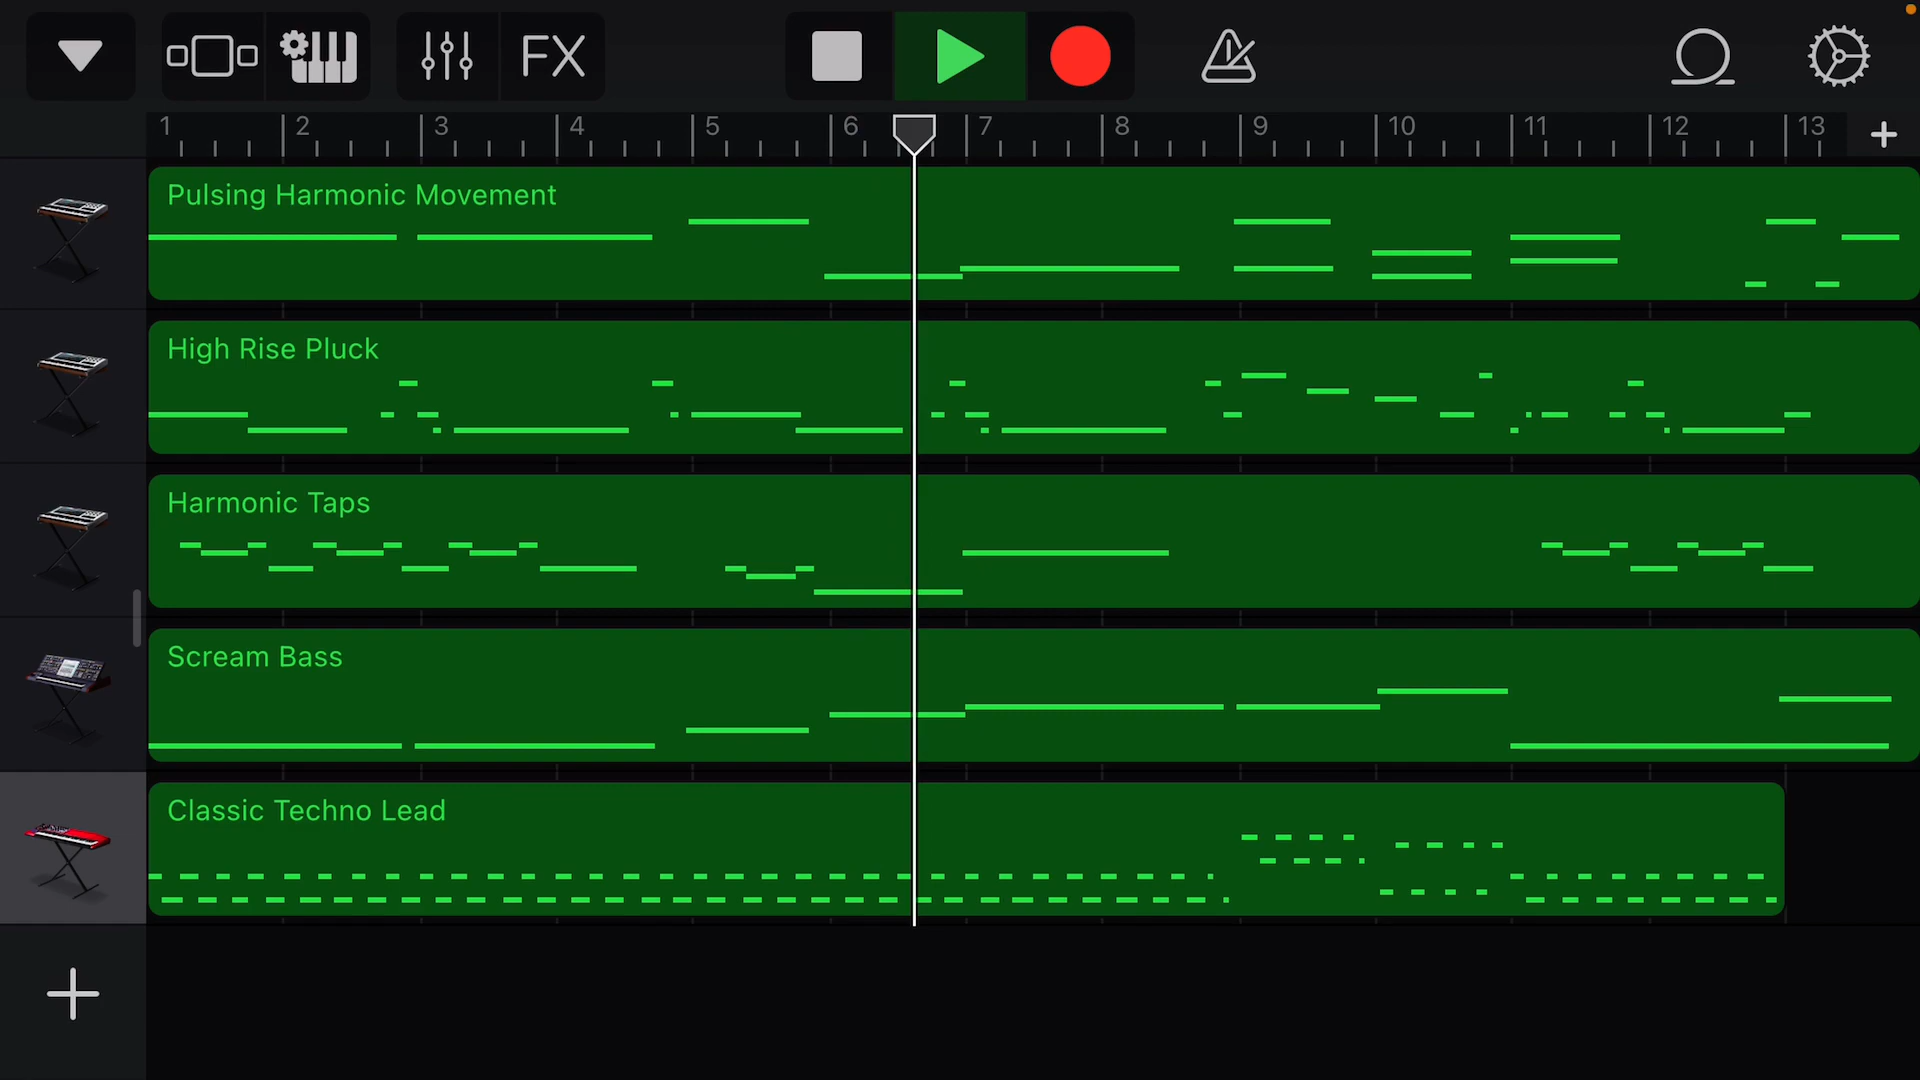 FX
1 2 3 4 5 6 7 8 9 10 11 12 13
Pulsing Harmonic Movement
High Rise Pluck
Harmonic Taps
Scream Bass
Classic Techno Lead